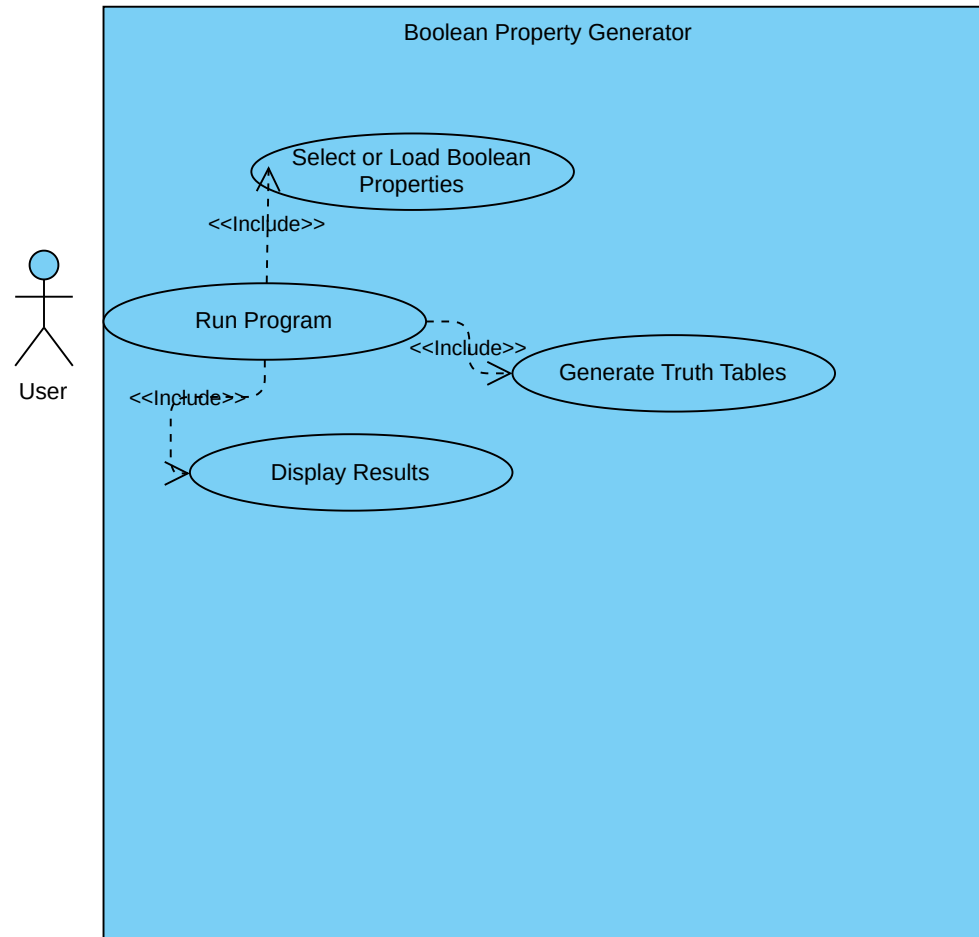 Boolean Property Generator
Select or Load Boolean
Properties
<<Include>>
Run Program
<<Include>>
Generate Truth Tables
User
<<Include>>
Display Results